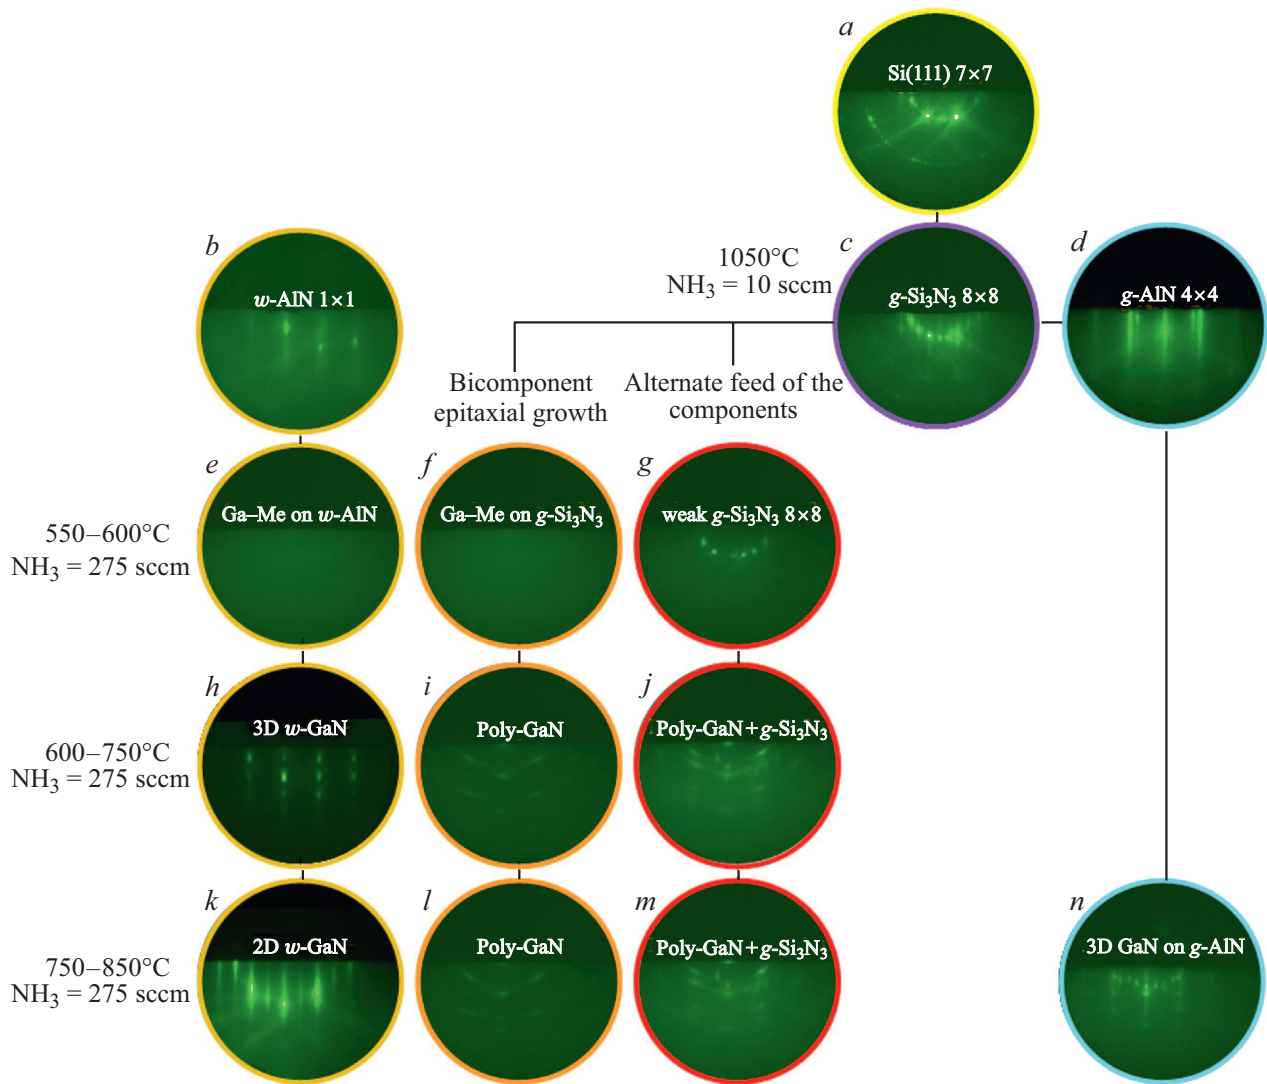 a
Si(111) 7×7
b
w-AlN 1×1
1050°C
NH₃ = 10 sccm
c
g-Si₃N₃ 8×8
d
g-AlN 4×4
Bicomponent
epitaxial growth
Alternate feed of the
components
550–600°C
NH₃ = 275 sccm
e
Ga–Me on w-AlN
f
Ga–Me on g-Si₃N₃
g
weak g-Si₃N₃ 8×8
600–750°C
NH₃ = 275 sccm
h
3D w-GaN
i
Poly-GaN
j
Poly-GaN+g-Si₃N₃
750–850°C
NH₃ = 275 sccm
k
2D w-GaN
l
Poly-GaN
m
Poly-GaN+g-Si₃N₃
n
3D GaN on g-AlN